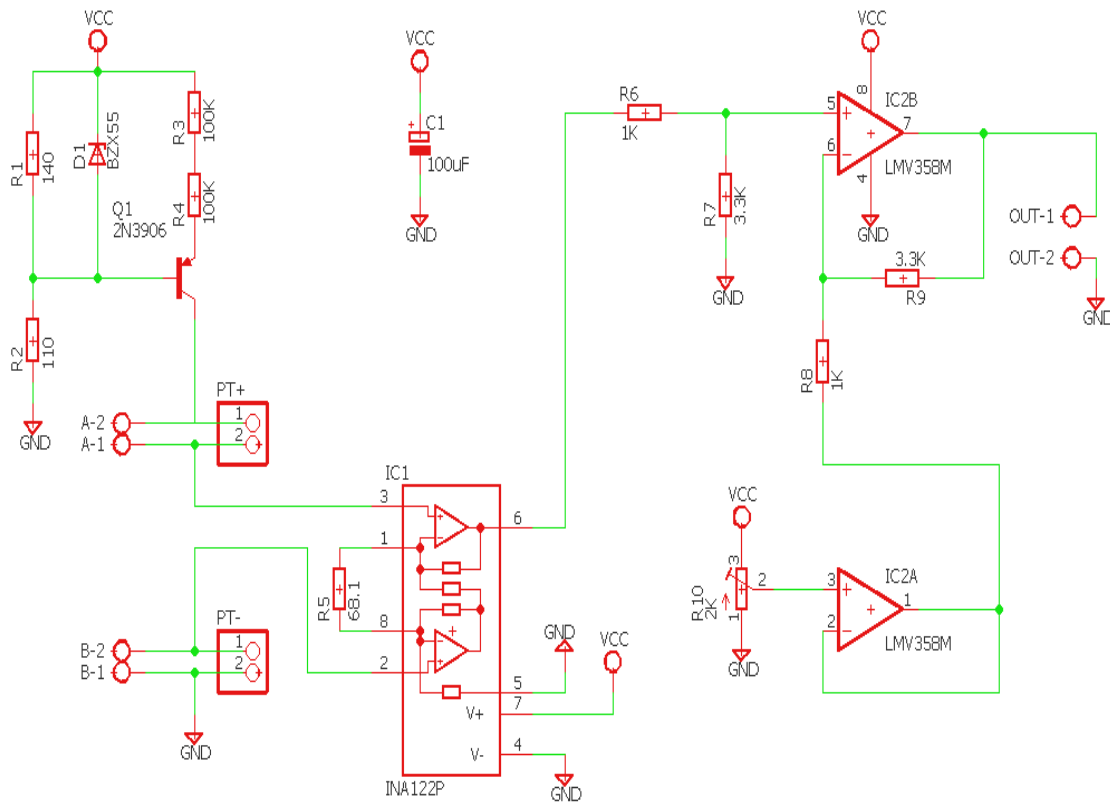 VCC
R1
140
D1
BZX55
R3
100K
R4
100K
Q1
2N3906
R2
110
GND
VCC
+
C1
100uF
GND
A-2
A-1
PT+
1
2
B-2
B-1
PT-
1
2
GND
IC1
3
1
8
2
6
5
7
4
R5
68.1
V+
V-
INA122P
GND
VCC
GND
R6
1K
R7
3.3K
GND
VCC
8
IC2B
5
6
7
4
LMV358M
GND
3.3K
R9
R8
1K
OUT-1
OUT-2
GND
VCC
3
2
1
R10
2K
GND
IC2A
3
2
1
LMV358M